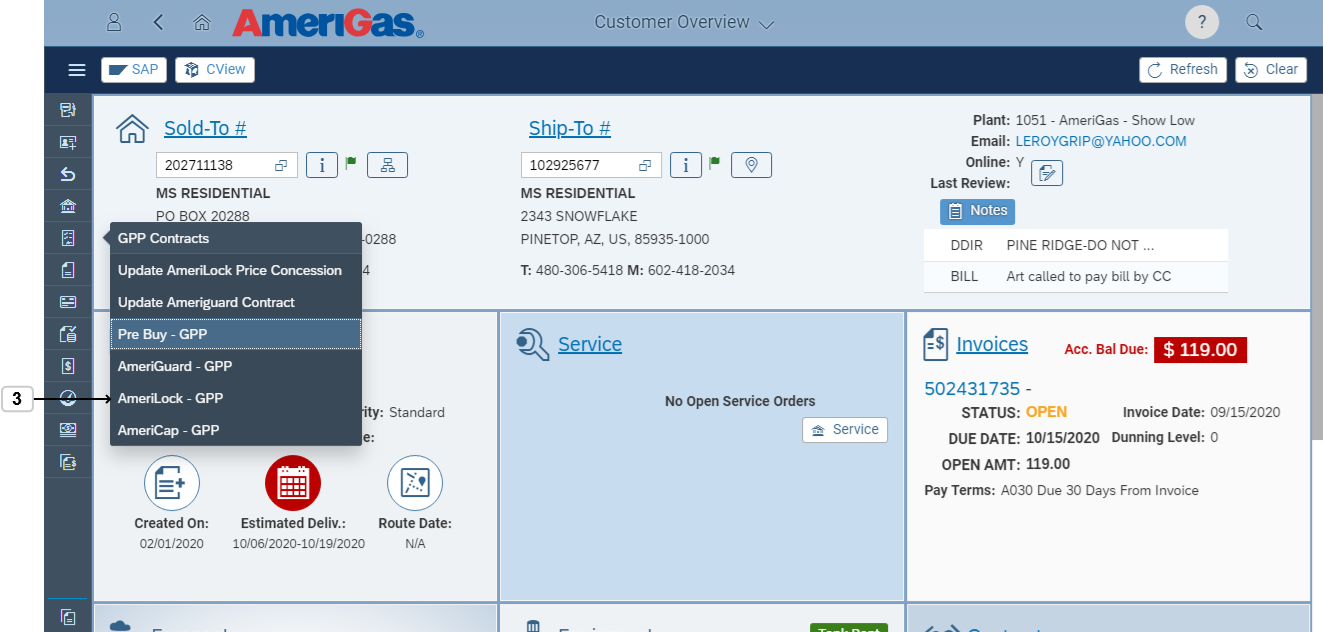 AmeriGas®
Customer Overview
?
SAP
CView
Refresh
Clear
Sold-To #
202711138
i
MS RESIDENTIAL
PO BOX 20288
-0288
4
Ship-To #
102925677
i
MS RESIDENTIAL
2343 SNOWFLAKE
PINETOP, AZ, US, 85935-1000
T: 480-306-5418 M: 602-418-2034
Plant: 1051 - AmeriGas - Show Low
Email: LEROYGRIP@YAHOO.COM
Online: Y
Last Review:
Notes
DDIR PINE RIDGE-DO NOT ...
BILL Art called to pay bill by CC
GPP Contracts
Update AmeriLock Price Concession
Update Ameriguard Contract
Pre Buy - GPP
AmeriGuard - GPP
3
AmeriLock - GPP
AmeriCap - GPP
rity: Standard
e:
Created On:
02/01/2020
Estimated Deliv.:
10/06/2020-10/19/2020
Route Date:
N/A
Service
No Open Service Orders
Service
Invoices
Acc. Bal Due: $ 119.00
502431735 -
STATUS: OPEN Invoice Date: 09/15/2020
DUE DATE: 10/15/2020 Dunning Level: 0
OPEN AMT: 119.00
Pay Terms: A030 Due 30 Days From Invoice
Tank Rent